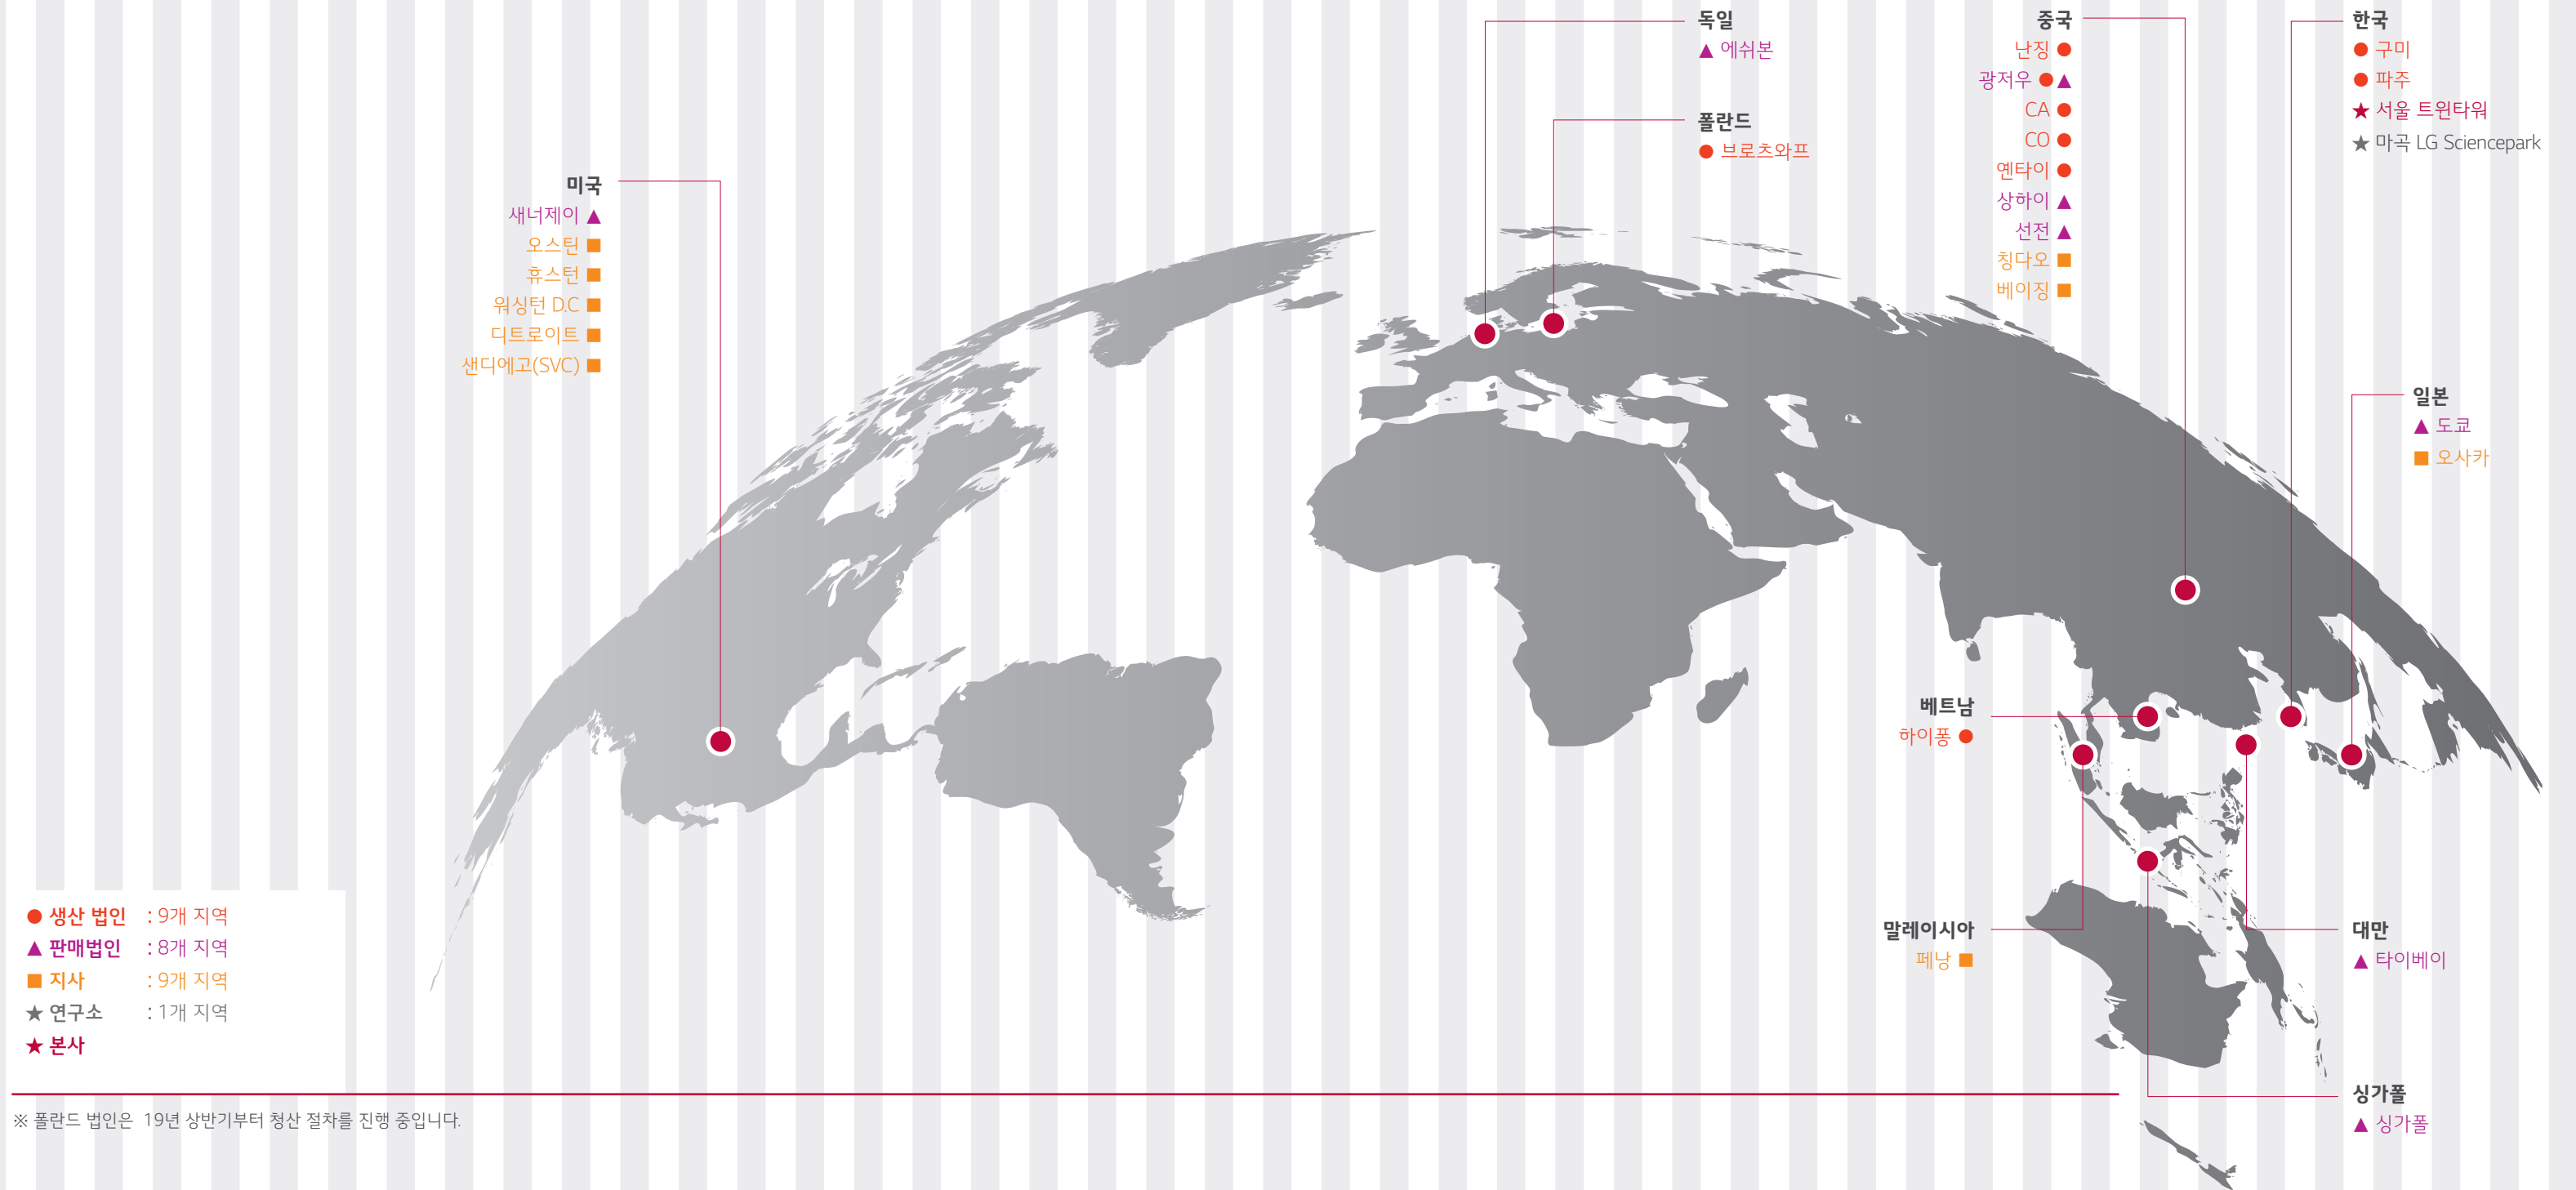 미국
새너제이 ▲
오스틴 ■
휴스턴 ■
워싱턴 D.C ■
디트로이트 ■
샌디에고(SVC) ■
독일
▲ 에쉬본
폴란드
● 브로츠와프
중국
난징 ●
광저우 ● ▲
CA ●
CO ●
옌타이 ●
상하이 ▲
선전 ▲
칭다오 ■
베이징 ■
한국
● 구미
● 파주
★ 서울 트윈타워
★ 마곡 LG Sciencepark
일본
▲ 도쿄
■ 오사카
베트남
하이퐁 ●
말레이시아
페낭 ■
대만
▲ 타이베이
싱가폴
▲ 싱가폴
● 생산 법인 : 9개 지역
▲ 판매법인 : 8개 지역
■ 지사 : 9개 지역
★ 연구소 : 1개 지역
★ 본사
※ 폴란드 법인은 19년 상반기부터 청산 절차를 진행 중입니다.